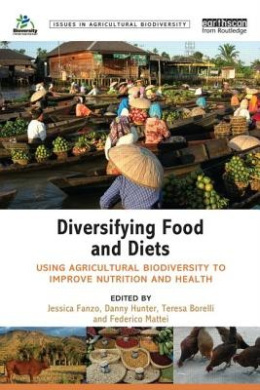 ISSUES IN AGRICULTURAL BIODIVERSITY
Bioversity
earthscan
from Routledge
Diversifying Food
and Diets
USING AGRICULTURAL BIODIVERSITY TO
IMPROVE NUTRITION AND HEALTH
EDITED BY
Jessica Fanzo, Danny Hunter, Teresa Borelli
and Federico Mattei